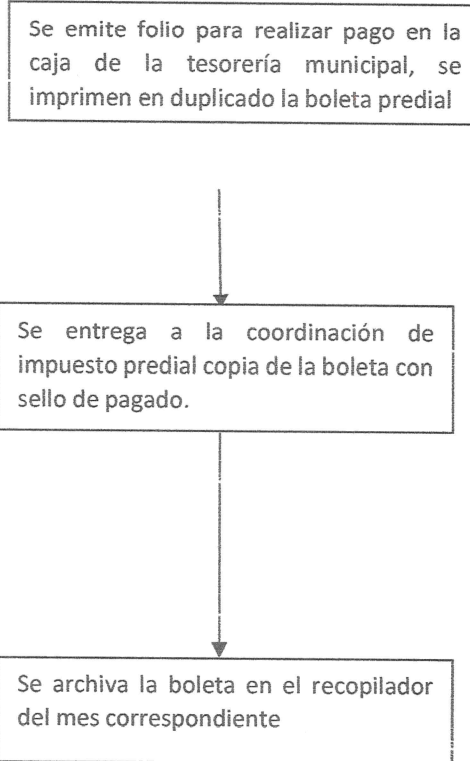 Se emite folio para realizar pago en la
caja de la tesorería municipal, se
imprimen en duplicado la boleta predial
Se entrega a la coordinación de
impuesto predial copia de la boleta con
sello de pagado.
Se archiva la boleta en el recopilador
del mes correspondiente